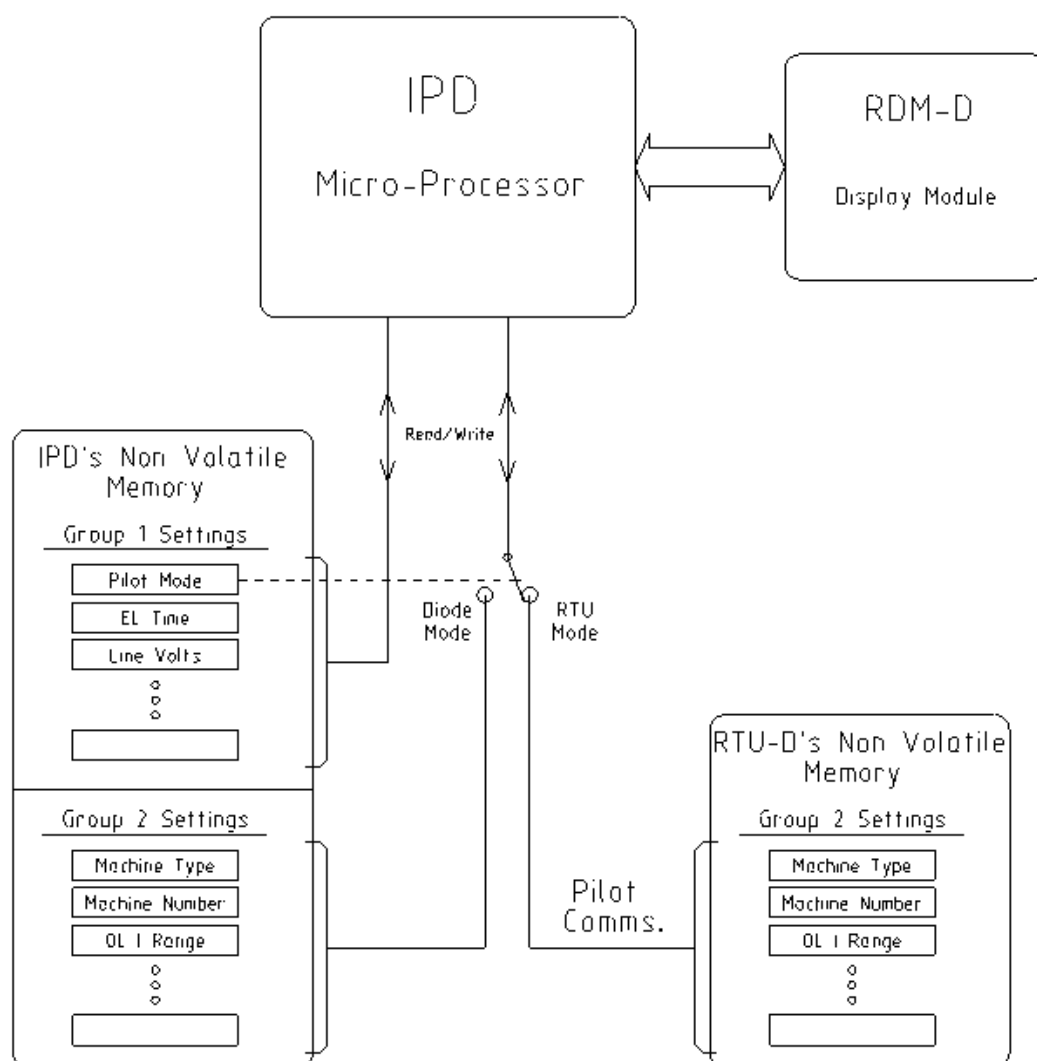 IPD
Micro-Processor
RDM-D
Display Module
Read/Write
IPD's Non Volatile
Memory
Group 1 Settings
Pilot Mode
EL Time
Line Volts
Diode
Mode
RTU
Mode
Group 2 Settings
Machine Type
Machine Number
OL I Range
Pilot
Comms.
RTU-D's Non Volatile
Memory
Group 2 Settings
Machine Type
Machine Number
OL I Range